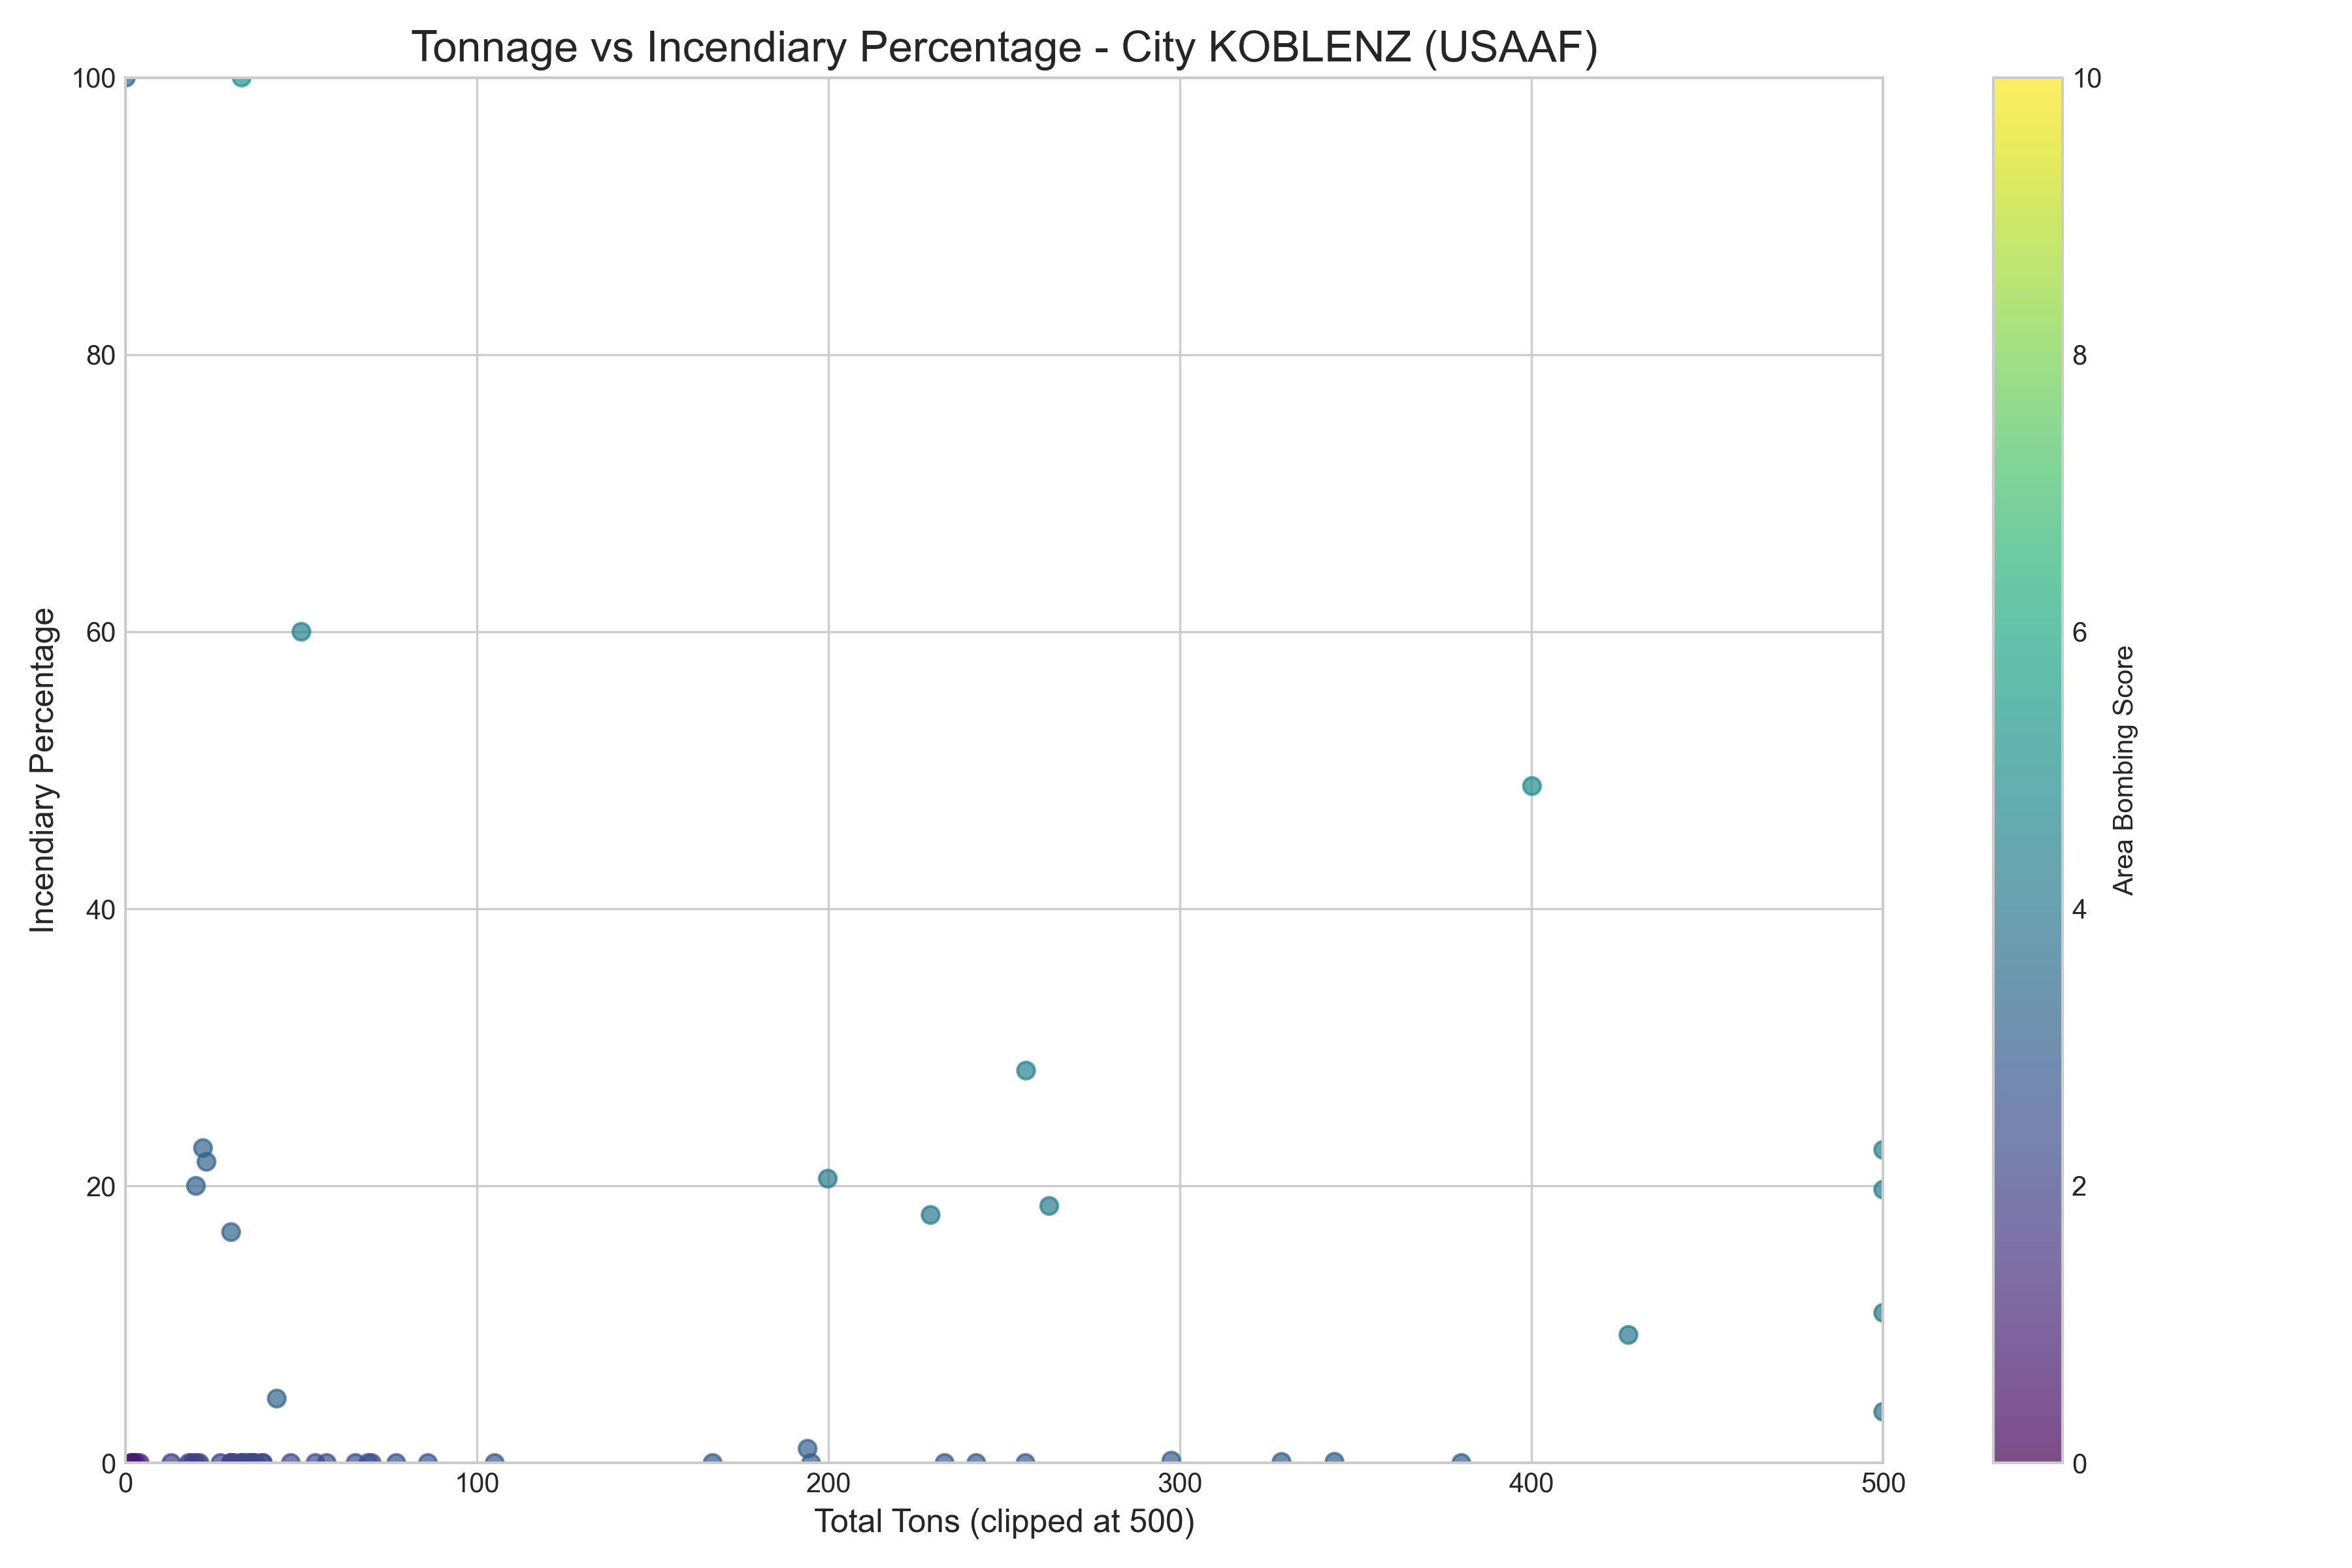 Tonnage vs Incendiary Percentage - City KOBLENZ (USAAF)
Incendiary Percentage
100
80
60
40
20
0
0 100 200 300 400 500
Total Tons (clipped at 500)
10
8
6
4
2
0
Area Bombing Score